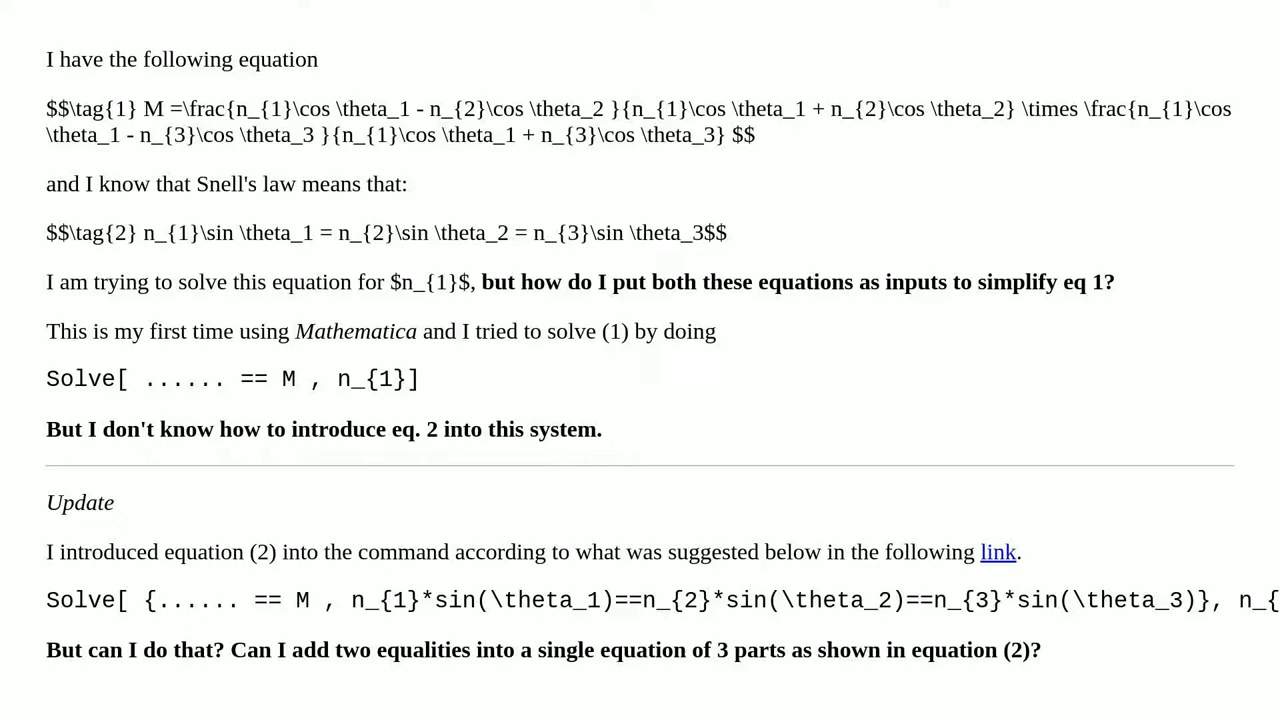 I have the following equation
$$\tag{1} M =\frac{n_{1}\cos \theta_1 - n_{2}\cos \theta_2 }{n_{1}\cos \theta_1 + n_{2}\cos \theta_2} \times \frac{n_{1}\cos
\theta_1 - n_{3}\cos \theta_3 }{n_{1}\cos \theta_1 + n_{3}\cos \theta_3} $$
and I know that Snell's law means that:
$$\tag{2} n_{1}\sin \theta_1 = n_{2}\sin \theta_2 = n_{3}\sin \theta_3$$
I am trying to solve this equation for $n_{1}$, but how do I put both these equations as inputs to simplify eq 1?
This is my first time using Mathematica and I tried to solve (1) by doing
Solve[ ...... == M , n_{1}]
But I don't know how to introduce eq. 2 into this system.
Update
I introduced equation (2) into the command according to what was suggested below in the following link.
Solve[ {...... == M , n_{1}*sin(\theta_1)==n_{2}*sin(\theta_2)==n_{3}*sin(\theta_3)}, n_{
But can I do that? Can I add two equalities into a single equation of 3 parts as shown in equation (2)?